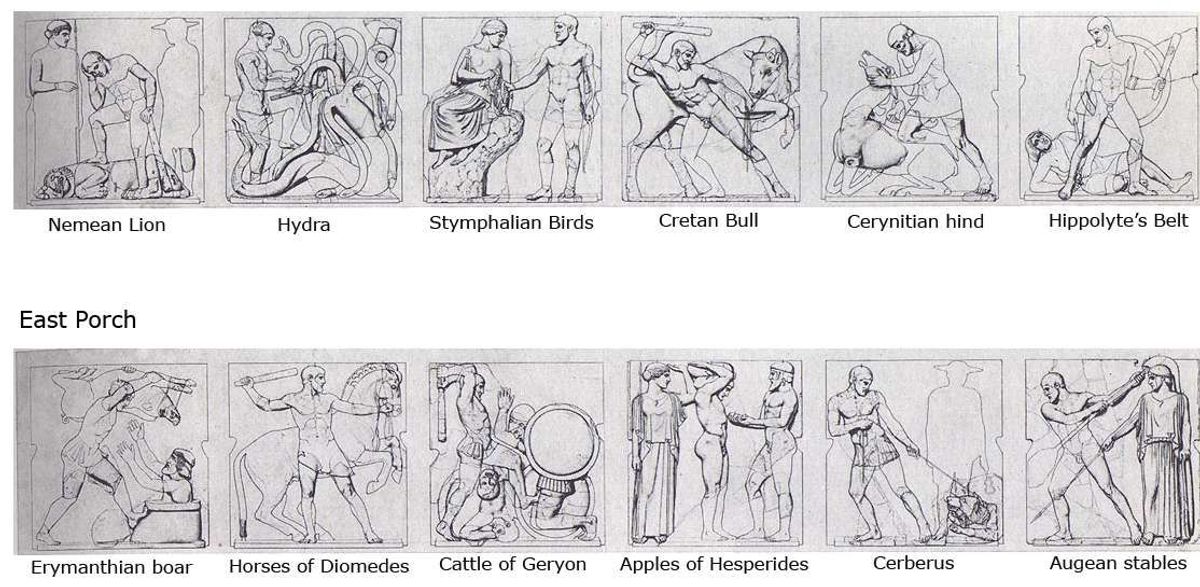 Nemean Lion
Hydra
Stymphalian Birds
Cretan Bull
Cerynitian hind
Hippolyte's Belt
East Porch
Erymanthian boar
Horses of Diomedes
Cattle of Geryon
Apples of Hesperides
Cerberus
Augean stables